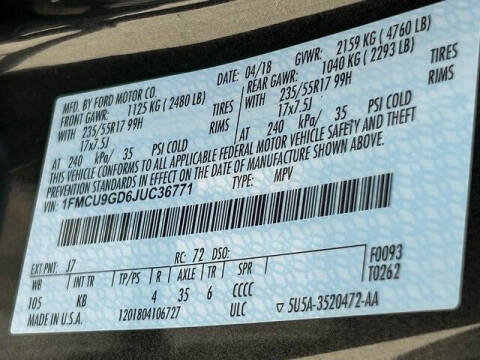 MFD. BY FORD MOTOR CO.
DATE: 04/18 GVWR: 2159 KG ( 4760 LB)
FRONT GAWR: 1125 KG ( 2480 LB) REAR GAWR: 1040 KG ( 2293 LB)
WITH 235/55R17 99H TIRES WITH 235/55R17 99H TIRES
17x7.5J RIMS 17x7.5J RIMS
AT 240 kPa/ 35 PSI COLD AT 240 kPa/ 35 PSI COLD
THIS VEHICLE CONFORMS TO ALL APPLICABLE FEDERAL MOTOR VEHICLE SAFETY AND THEFT
PREVENTION STANDARDS IN EFFECT ON THE DATE OF MANUFACTURE SHOWN ABOVE.
VIN: 1FMCU9GD6JUC36771 TYPE: MPV
EXT PNT: J7 RC: 72 DSO: F0093
WB INT TR TP/PS R AXLE TR SPR T0262
105 KB 4 35 6 CCCC
MADE IN U.S.A. 1201804106727 ULC ▽ 5U5A-3520472-AA